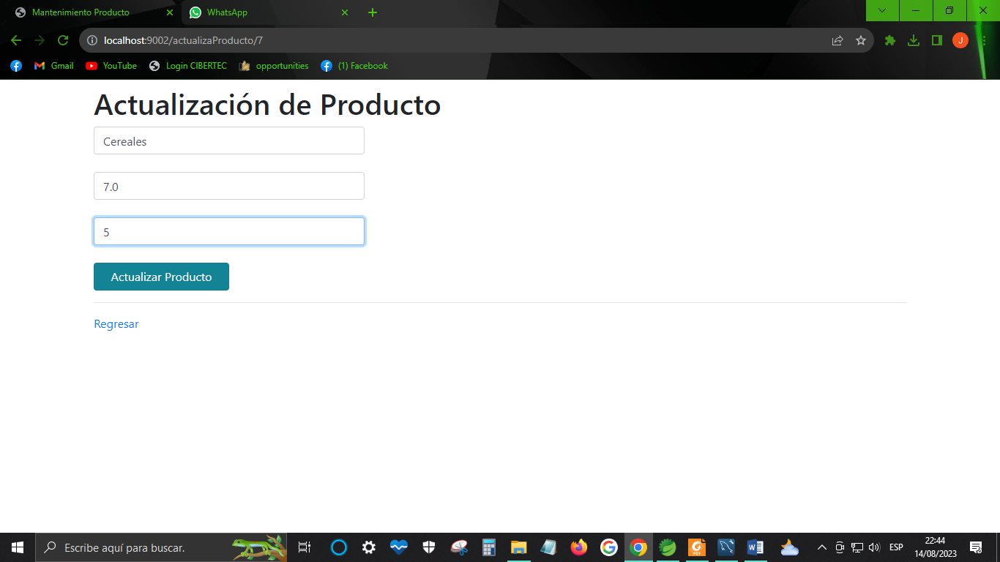 Mantenimiento Producto
WhatsApp
localhost:9002/actualizaProducto/7
J
Gmail
YouTube
Login CIBERTEC
opportunities
(1) Facebook
Actualización de Producto
Cereales
7.0
5
Actualizar Producto
Regresar
Escribe aquí para buscar.
ESP
22:44
14/08/2023